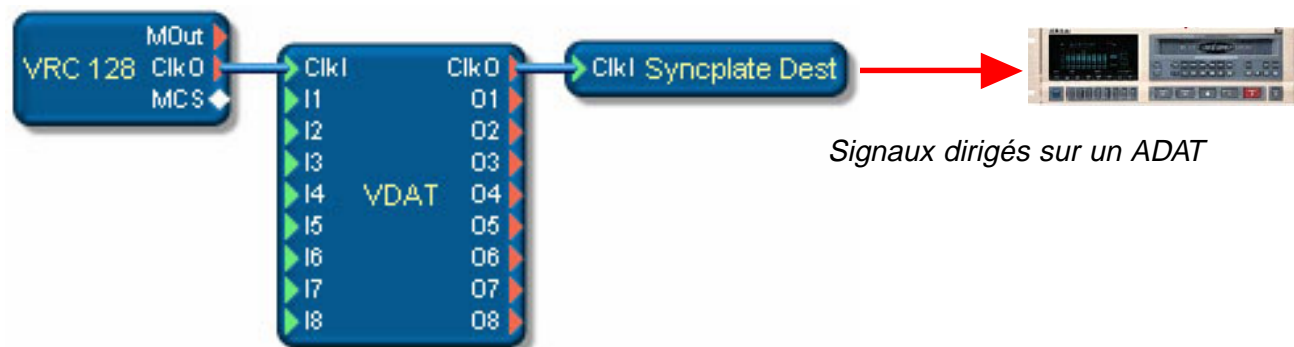 VRC 128
MOut
ClkO
MCS
ClkI
I1
I2
I3
I4
I5
I6
I7
I8
VDAT
ClkO
O1
O2
O3
O4
O5
O6
O7
O8
ClkI Syncplate Dest
Signaux dirigés sur un ADAT